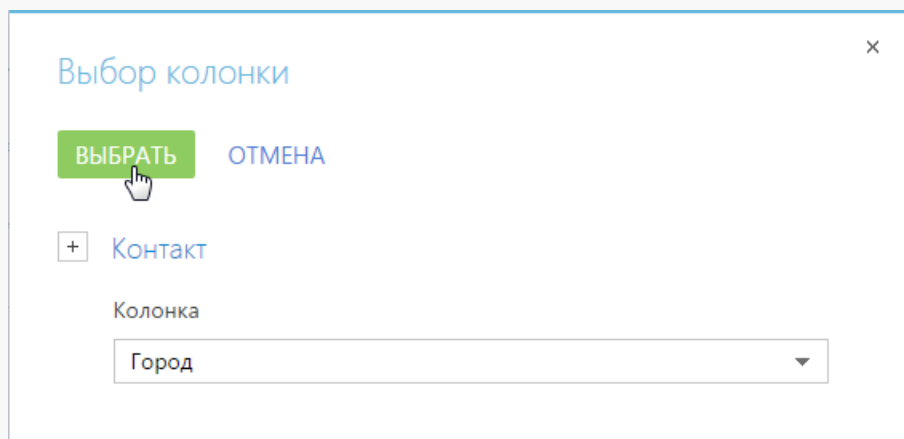 Выбор колонки
ВЫБРАТЬ ОТМЕНА
Контакт
Колонка
Город